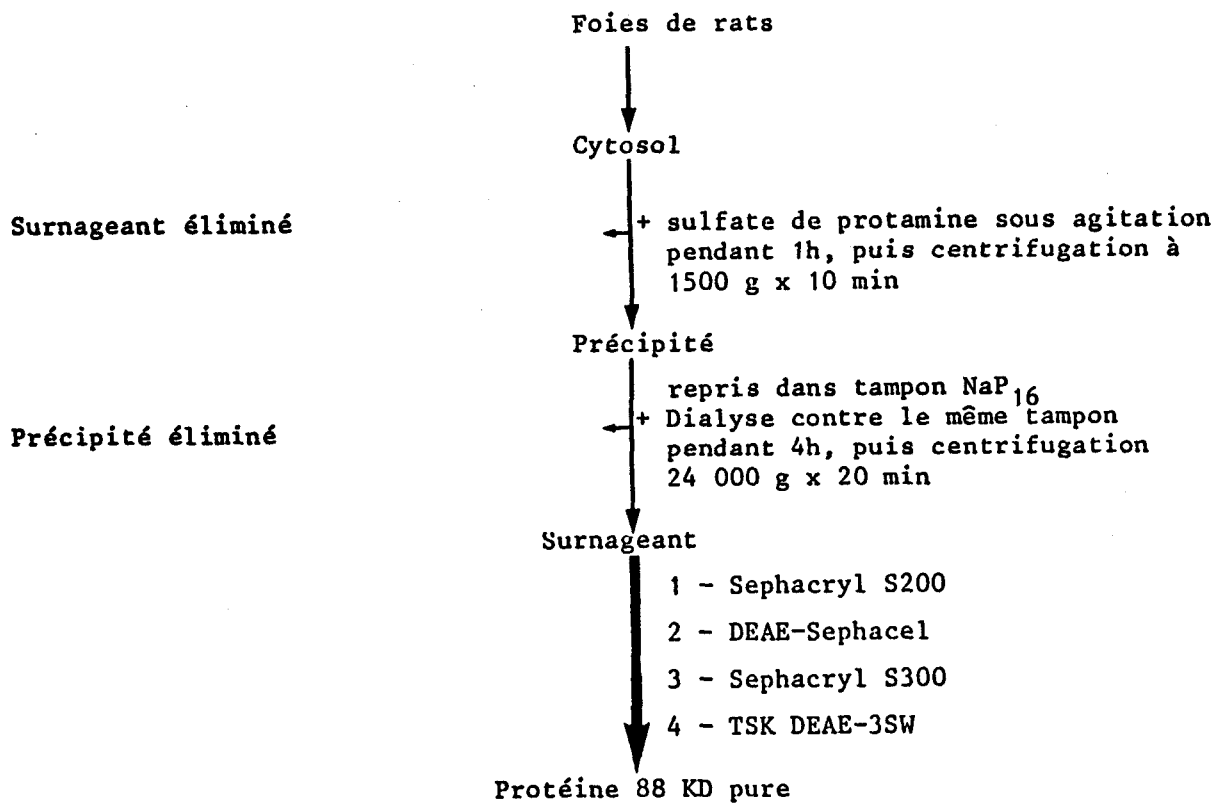 Foies de rats
Cytosol
Surnageant éliminé
+ sulfate de protamine sous agitation
pendant 1h, puis centrifugation à
1500 g x 10 min
Précipité
repris dans tampon NaP16
Précipité éliminé
+ Dialyse contre le même tampon
pendant 4h, puis centrifugation
24 000 g x 20 min
Surnageant
1 - Sephacryl S200
2 - DEAE-Sephacel
3 - Sephacryl S300
4 - TSK DEAE-3SW
Protéine 88 KD pure